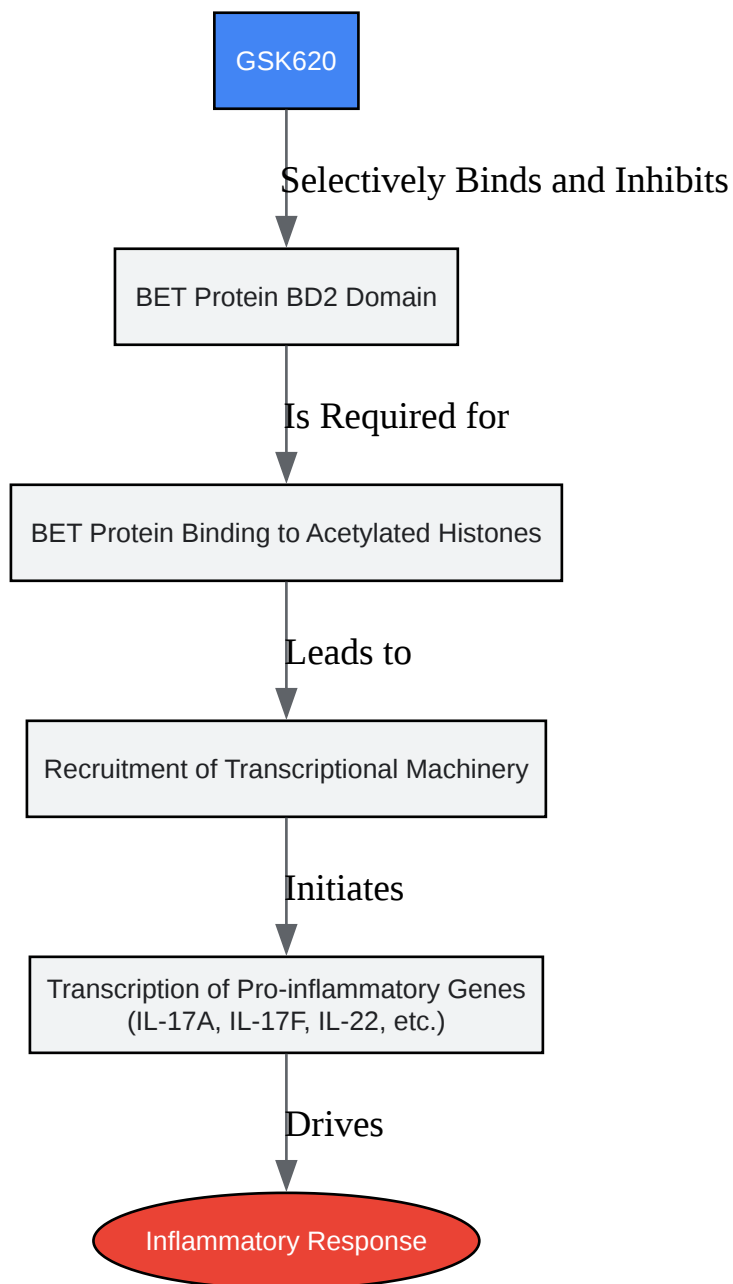 GSK620
Selectively Binds and Inhibits
BET Protein BD2 Domain
Is Required for
BET Protein Binding to Acetylated Histones
Leads to
Recruitment of Transcriptional Machinery
Initiates
Transcription of Pro-inflammatory Genes
(IL-17A, IL-17F, IL-22, etc.)
Drives
Inflammatory Response